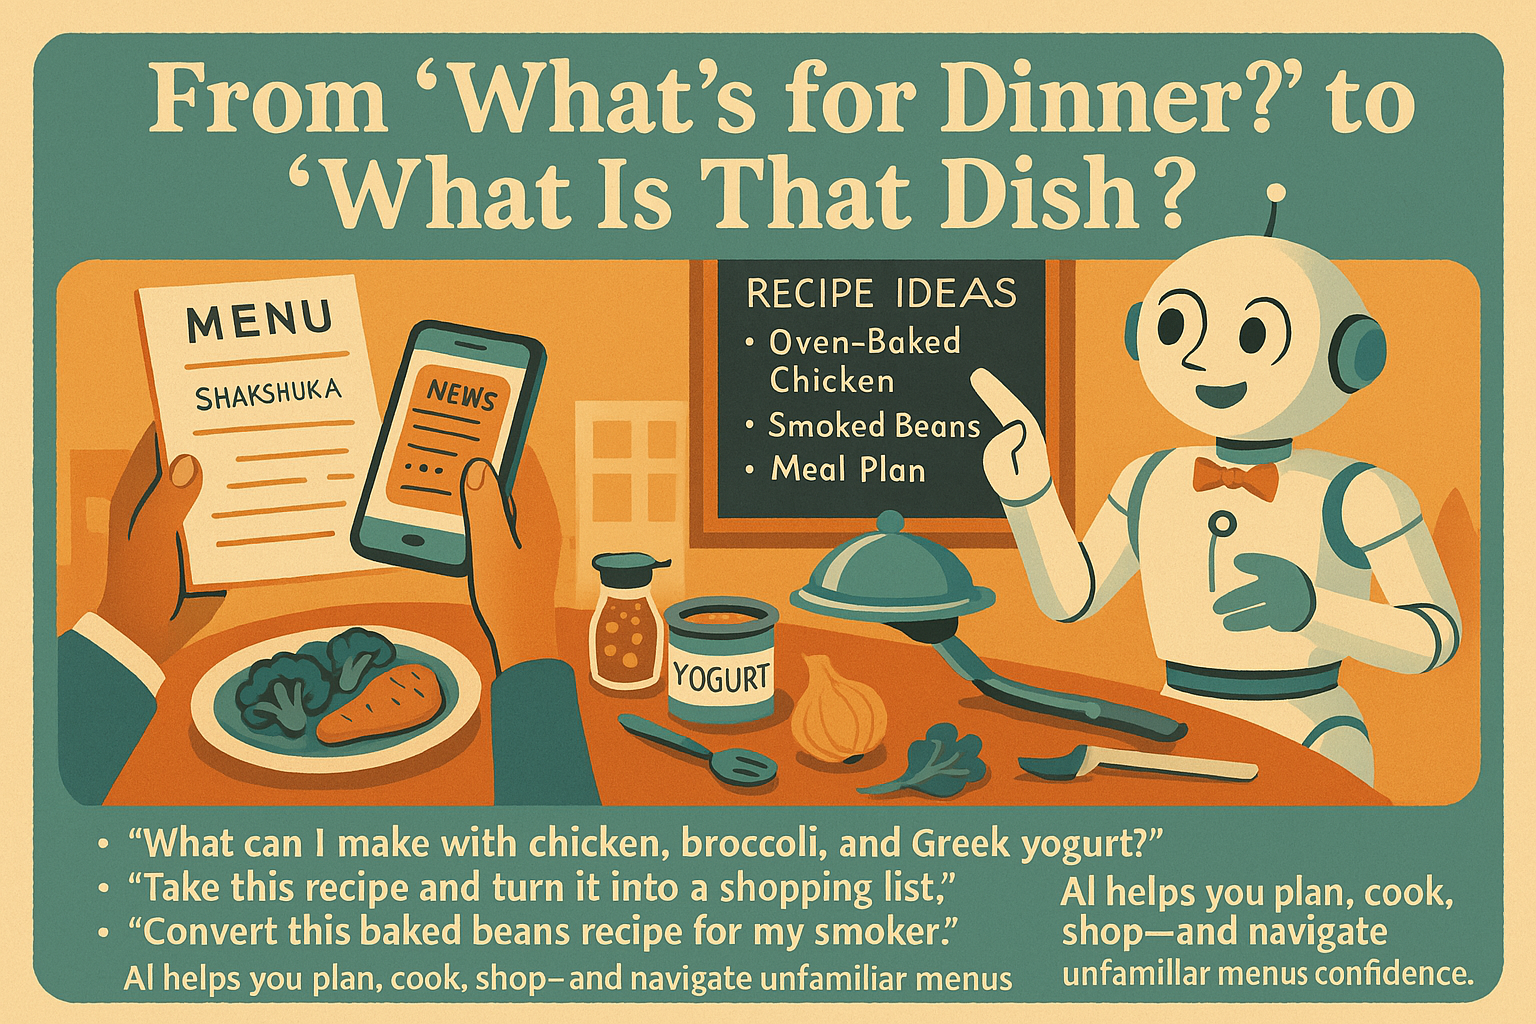 From ‘What’s for Dinner?’ to
‘What Is That Dish?
MENU
SHAKSHUKA
NEWS
RECIPE IDEAS
• Oven-Baked
Chicken
• Smoked Beans
• Meal Plan
YOGURT
• “What can I make with chicken, broccoli, and Greek yogurt?”
• “Take this recipe and turn it into a shopping list,”
• “Convert this baked beans recipe for my smoker.”
AI helps you plan, cook, shop–and navigate unfamiliar menus
AI helps you plan, cook,
shop—and navigate
unfamillar menus confidence.